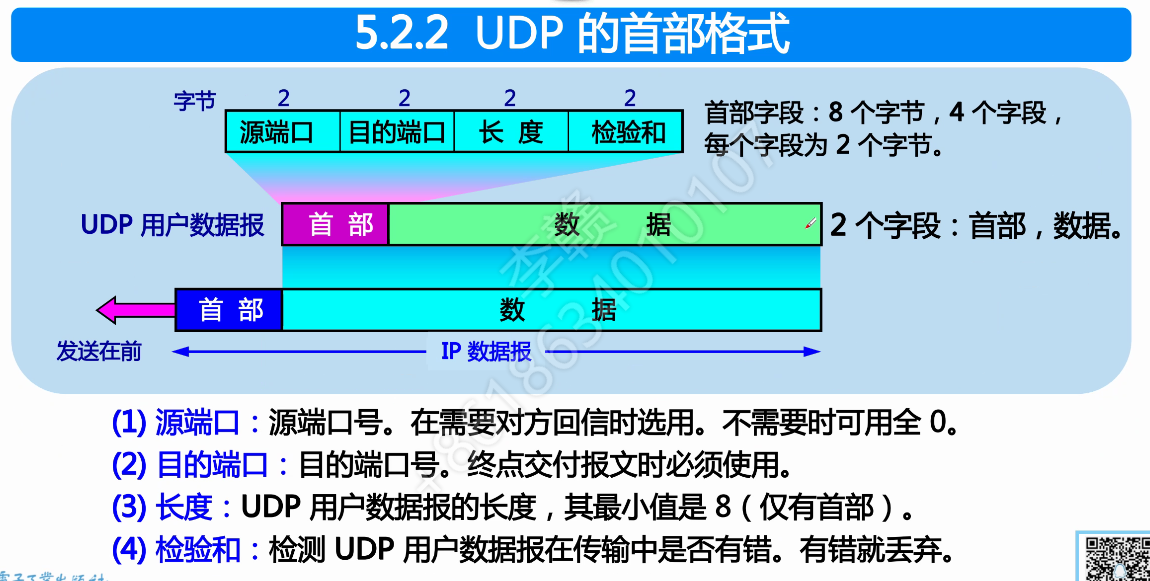 5.2.2 UDP 的首部格式
字节 2 2 2 2
源端口 目的端口 长 度 检验和
首部字段：8 个字节，4 个字段，
每个字段为 2 个字节。
UDP 用户数据报 首 部 数 据 2 个字段：首部，数据。
首 部 数 据
发送在前 IP 数据报
(1) 源端口：源端口号。在需要对方回信时选用。不需要时可用全 0。
(2) 目的端口：目的端口号。终点交付报文时必须使用。
(3) 长度：UDP 用户数据报的长度，其最小值是 8（仅有首部）。
(4) 检验和：检测 UDP 用户数据报在传输中是否有错。有错就丢弃。
李赣
+8618634010107